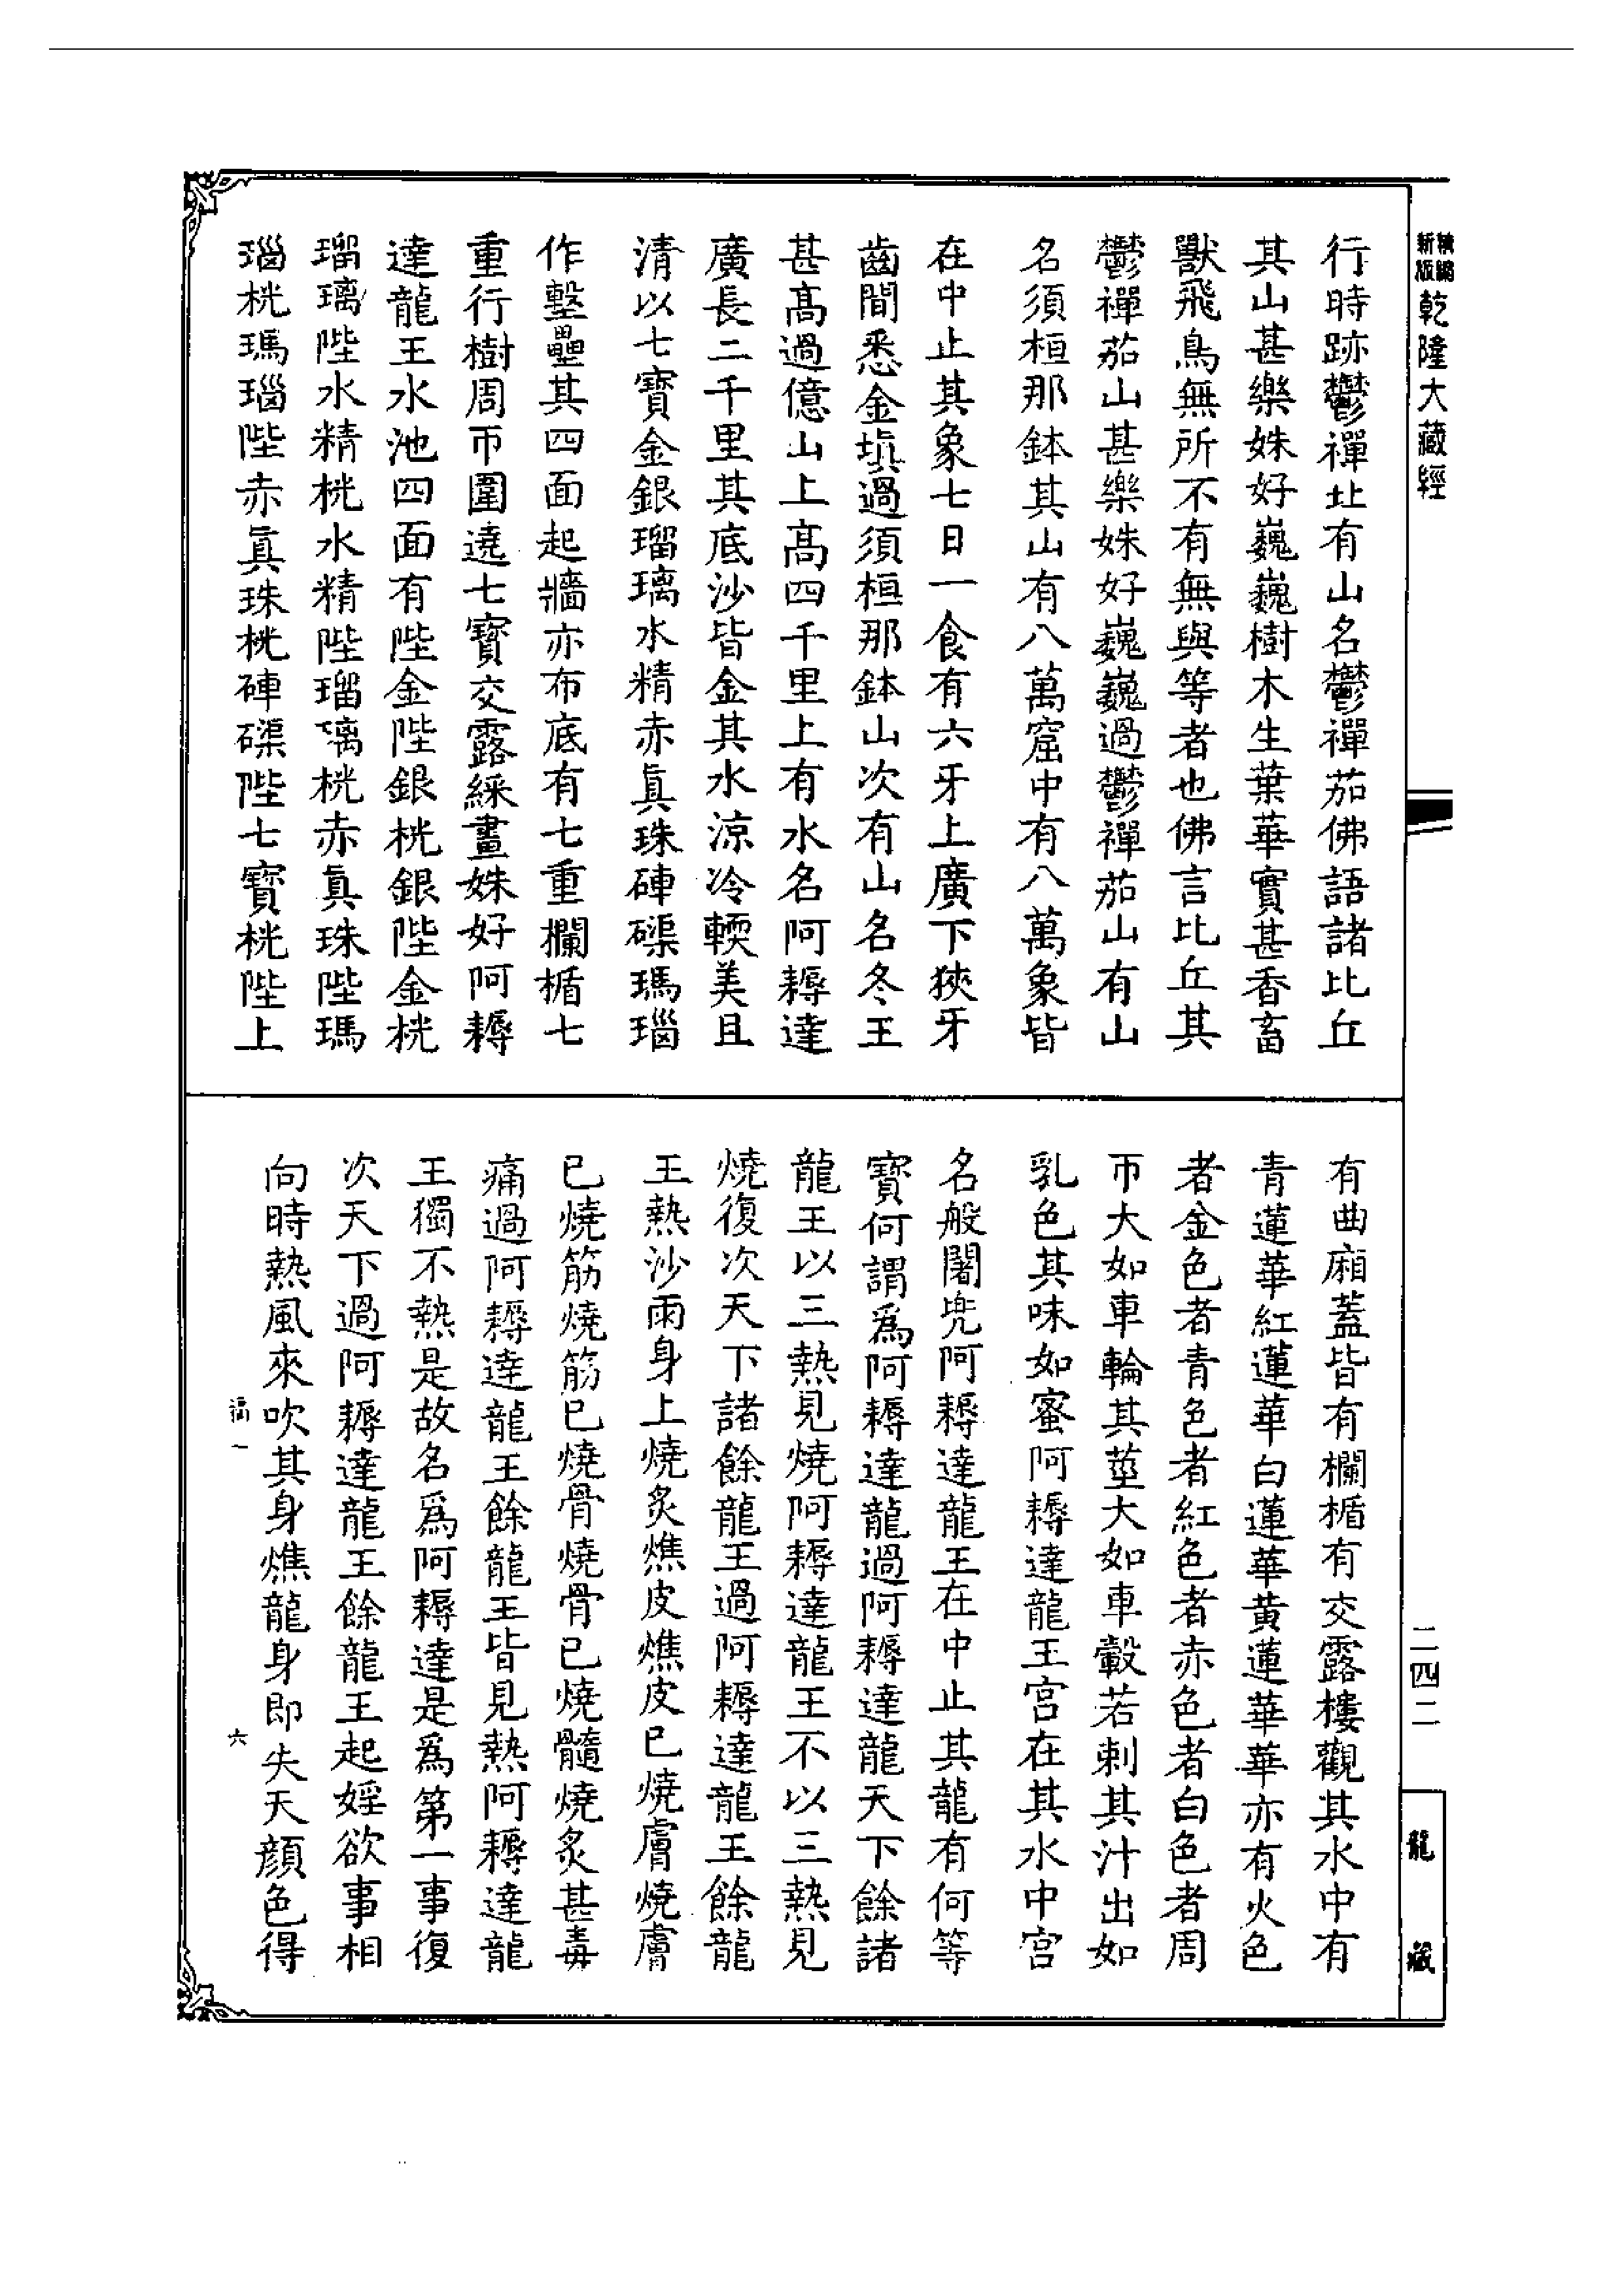 精編
新版
乾隆大藏經
行時跡鬱禪北有山名鬱禪茄佛語諸比丘
其山甚樂姝好巍巍樹木生葉華實甚香畜
獸飛鳥無所不有無與等者也佛言比丘其
鬱禪茄山甚樂姝好巍巍過鬱禪茄山有山
名須桓那鉢其山有八萬窟中有八萬象皆
在中止其象七日一食有六牙上廣下狹牙
齒間悉金塡過須桓那鉢山次有山名冬王
甚高過億山上高四千里上有水名阿耨達
廣長二千里其底沙皆金其水涼冷輭美且
清以七寶金銀瑠璃水精赤眞珠硨磲瑪瑙
作墼壘其四面起牆亦布底有七重欄楯七
重行樹周帀圍遶七寶交露綵畫姝好阿耨
達龍王水池四面有陛金陛銀桄銀陛金桄
瑠璃陛水精桄水精陛瑠璃桄赤眞珠陛瑪
瑙桄瑪瑙陛赤眞珠桄硨磲陛七寶桄陛上
有曲廂蓋皆有欄楯有交露樓觀其水中有
青蓮華紅蓮華白蓮華黃蓮華華亦有火色
者金色者青色者紅色者赤色者白色者周
帀大如車輪其莖大如車轂若刺其汁出如
乳色其味如蜜阿耨達龍王宮在其水中宮
名般闍兜阿耨達龍王在中止其龍有何等
寶何謂爲阿耨達龍過阿耨達龍天下餘諸
龍王以三熱見燒阿耨達龍王不以三熱見
燒復次天下諸餘龍王過阿耨達龍王餘龍
王熱沙雨身上燒炙燋皮燋皮已燒膚燒膚
已燒筋燒筋已燒骨燒骨已燒髓燒炙甚毒
痛過阿耨達龍王餘龍王皆見熱阿耨達龍
王獨不熱是故名爲阿耨達是爲第一事復
次天下過阿耨達龍王餘龍王起婬欲事相
向時熱風來吹其身燋龍身即失天顏色得
一
六
二四二
龍藏